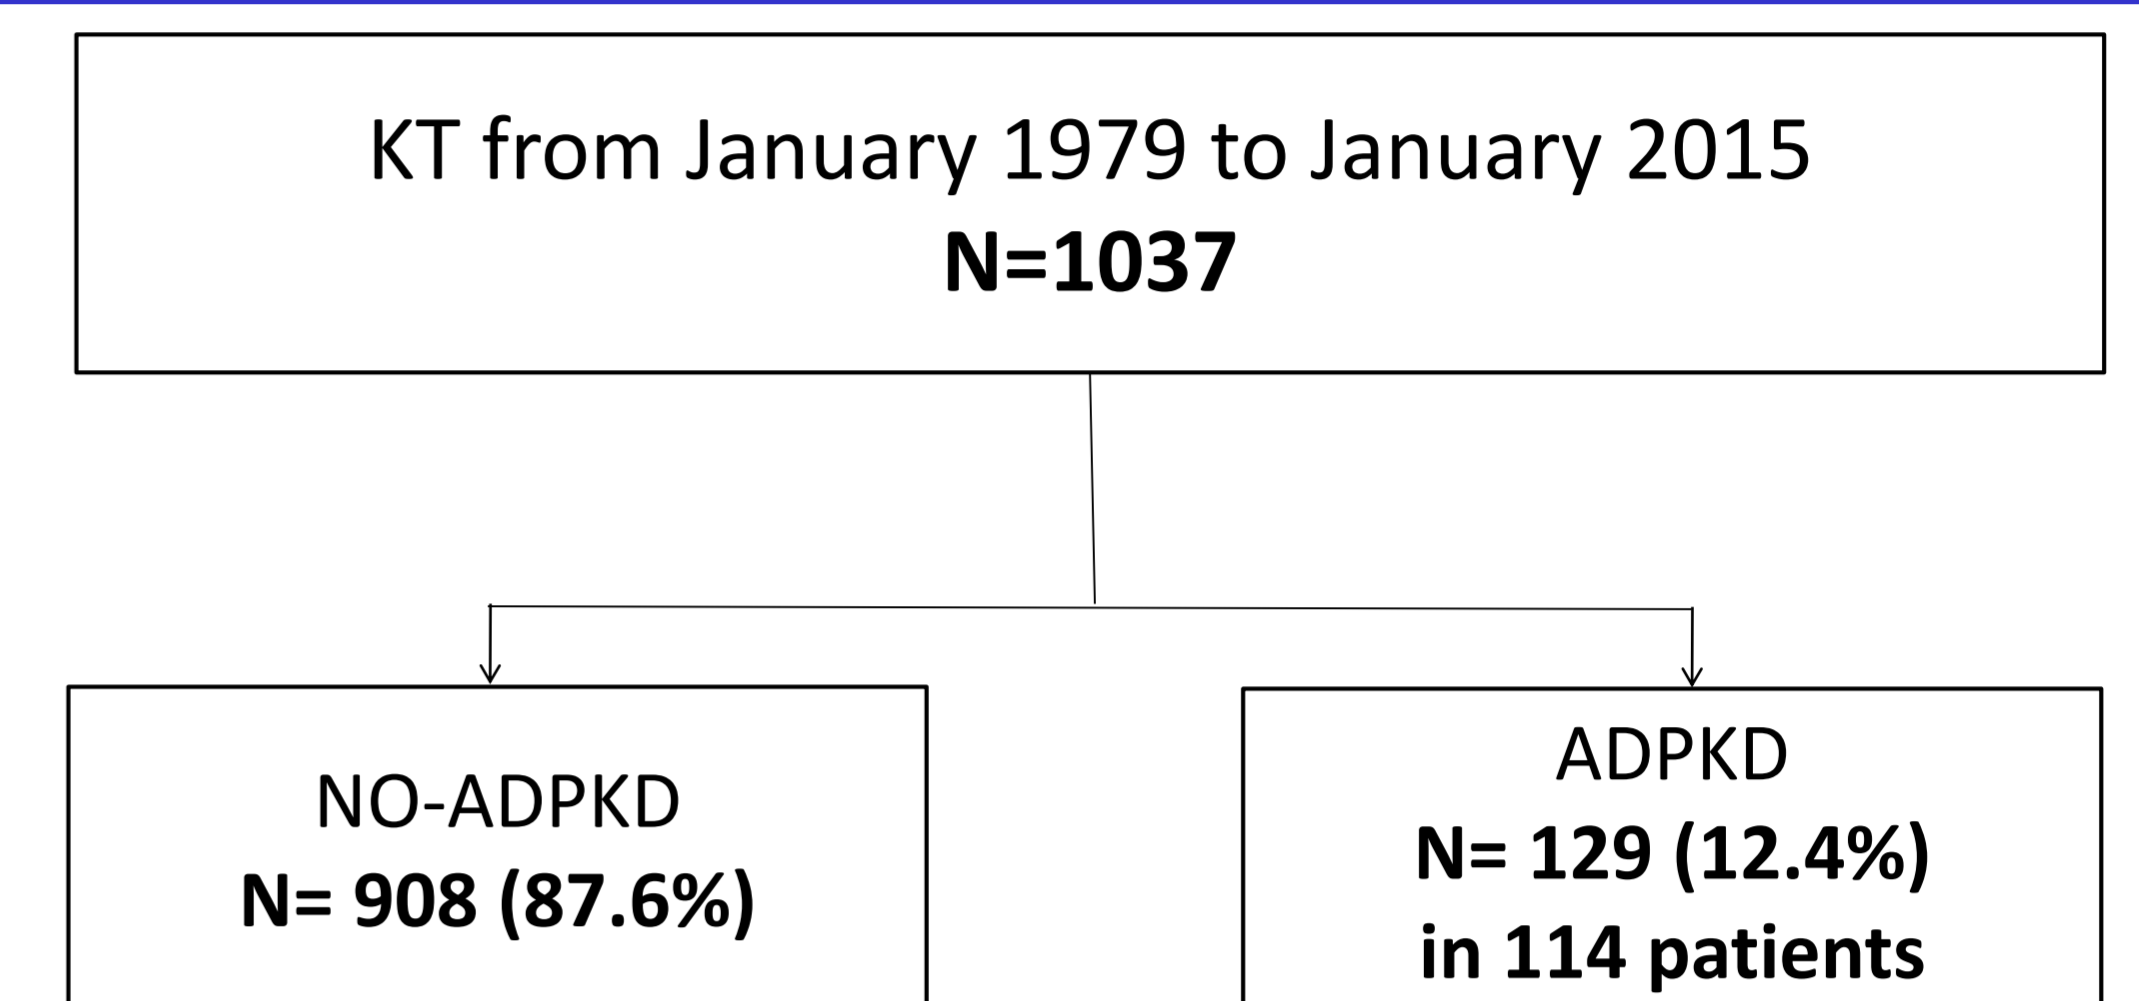 KT from January 1979 to January 2015
N=1037
NO-ADPKD
N= 908 (87.6%)
ADPKD
N= 129 (12.4%)
in 114 patients